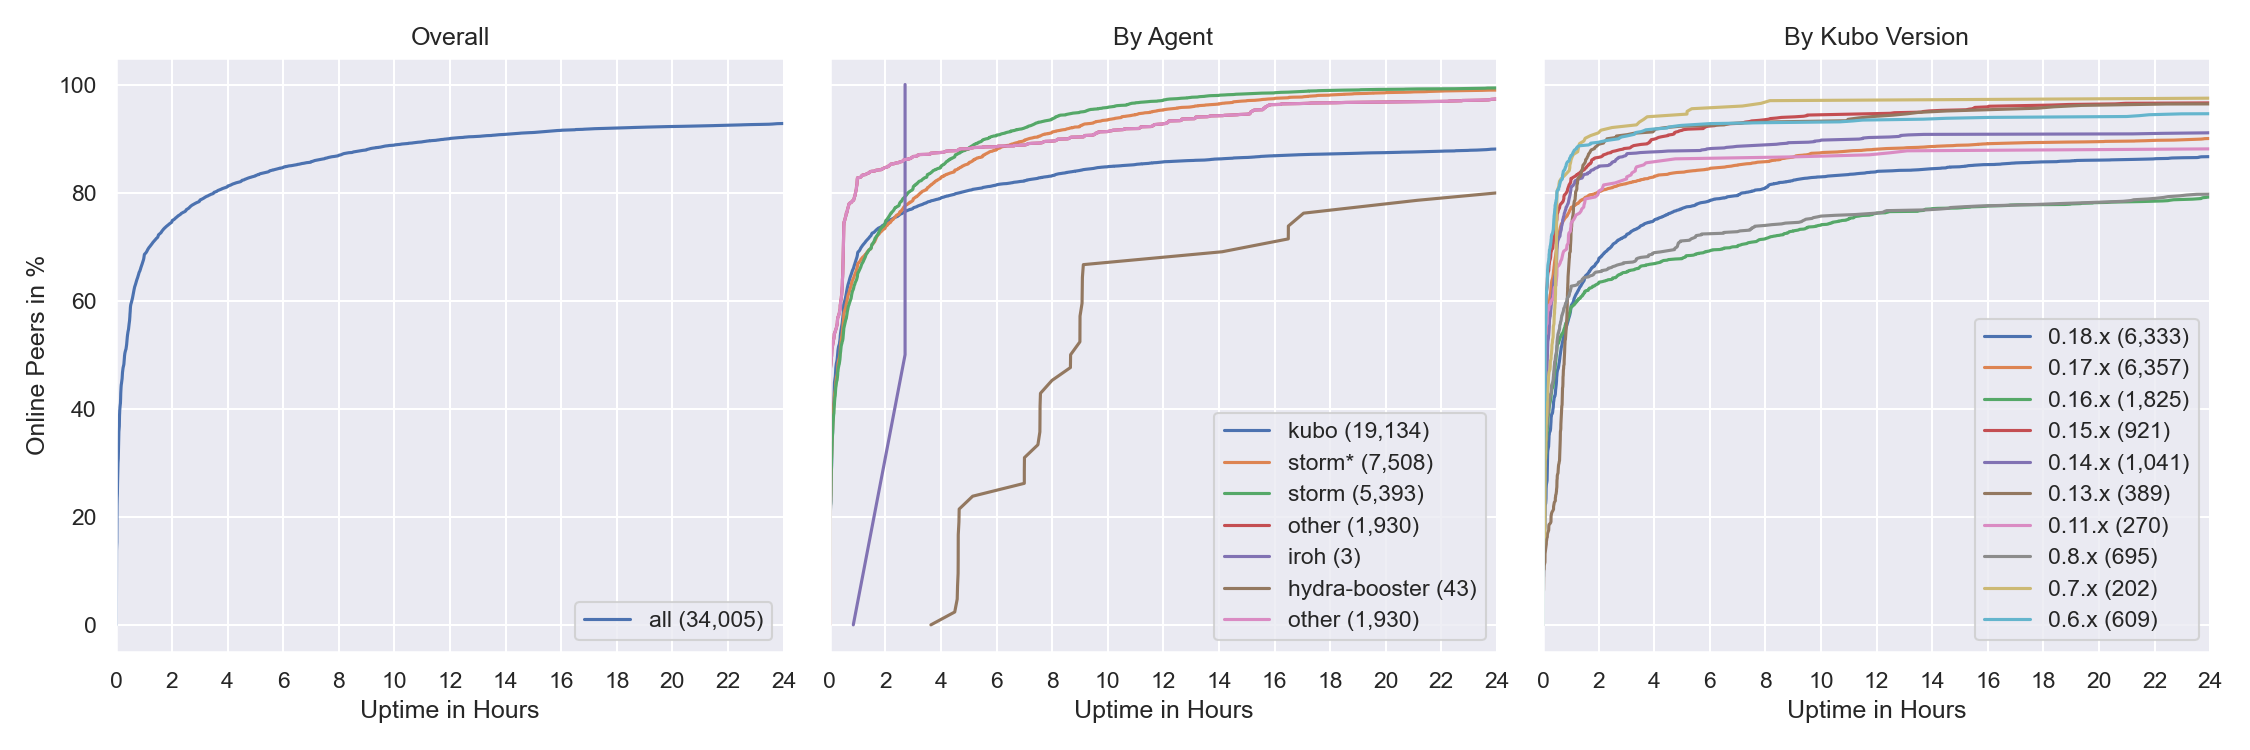 Overall
By Agent
By Kubo Version
Online Peers in %
100
80
60
40
20
0
all (34,005)
kubo (19,134)
storm* (7,508)
storm (5,393)
other (1,930)
iroh (3)
hydra-booster (43)
other (1,930)
0.18.x (6,333)
0.17.x (6,357)
0.16.x (1,825)
0.15.x (921)
0.14.x (1,041)
0.13.x (389)
0.11.x (270)
0.8.x (695)
0.7.x (202)
0.6.x (609)
0 2 4 6 8 10 12 14 16 18 20 22 24
0 2 4 6 8 10 12 14 16 18 20 22 24
0 2 4 6 8 10 12 14 16 18 20 22 24
Uptime in Hours
Uptime in Hours
Uptime in Hours